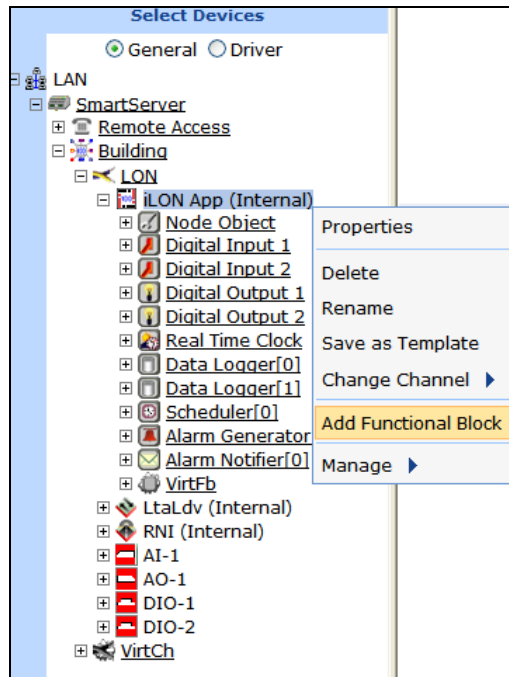 Select Devices
General Driver
LAN
SmartServer
Remote Access
Building
LON
iLON App (Internal)
Node Object
Digital Input 1
Digital Input 2
Digital Output 1
Digital Output 2
Real Time Clock
Data Logger[0]
Data Logger[1]
Scheduler[0]
Alarm Generator
Alarm Notifier[0]
VirtFb
LtaLdv (Internal)
RNI (Internal)
AI-1
AO-1
DIO-1
DIO-2
VirtCh
Properties
Delete
Rename
Save as Template
Change Channel
Add Functional Block
Manage